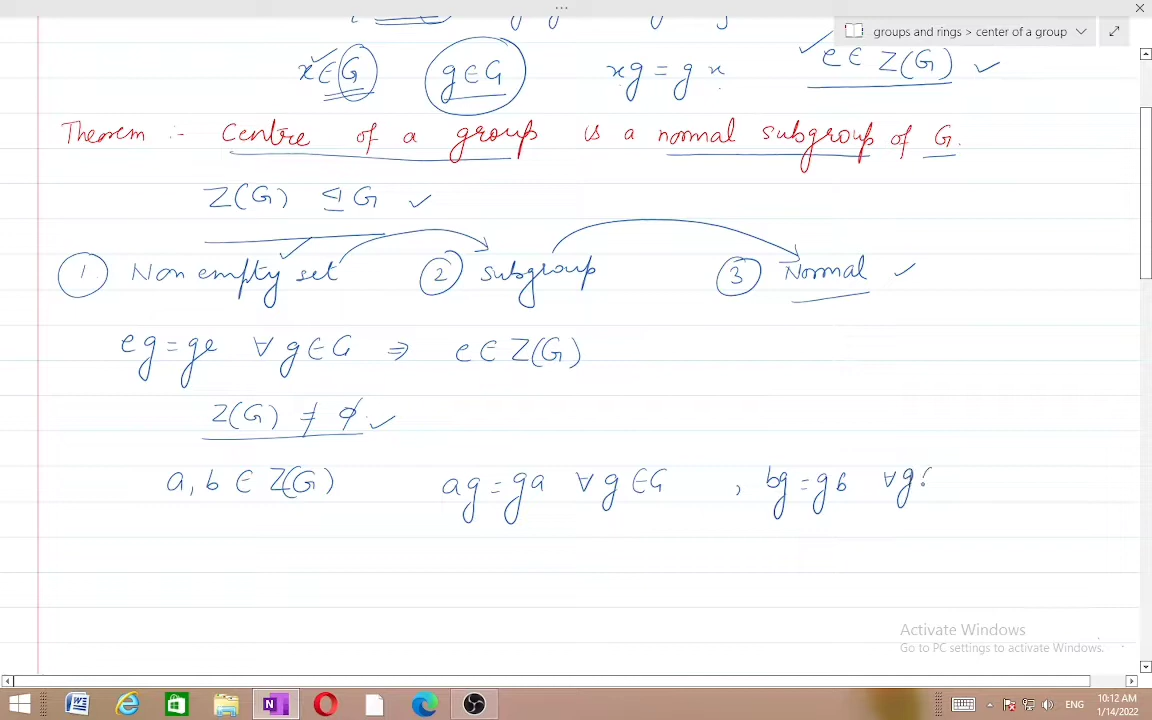 groups and rings > center of a group
x ∈ G g ∈ G xg = g x e ∈ Z(G) ✓
Theorem :- Centre of a group is a normal subgroup of G.
Z(G) ⊴ G ✓
① Non empty set ② Subgroup ③ Normal ✓
eg = ge ∀ g ∈ G ⇒ e ∈ Z(G)
Z(G) ≠ ϕ ✓
a, b ∈ Z(G) ag = ga ∀ g ∈ G , bg = gb ∀ g
Activate Windows
Go to PC settings to activate Windows.
ENG
10:12 AM
1/14/2022